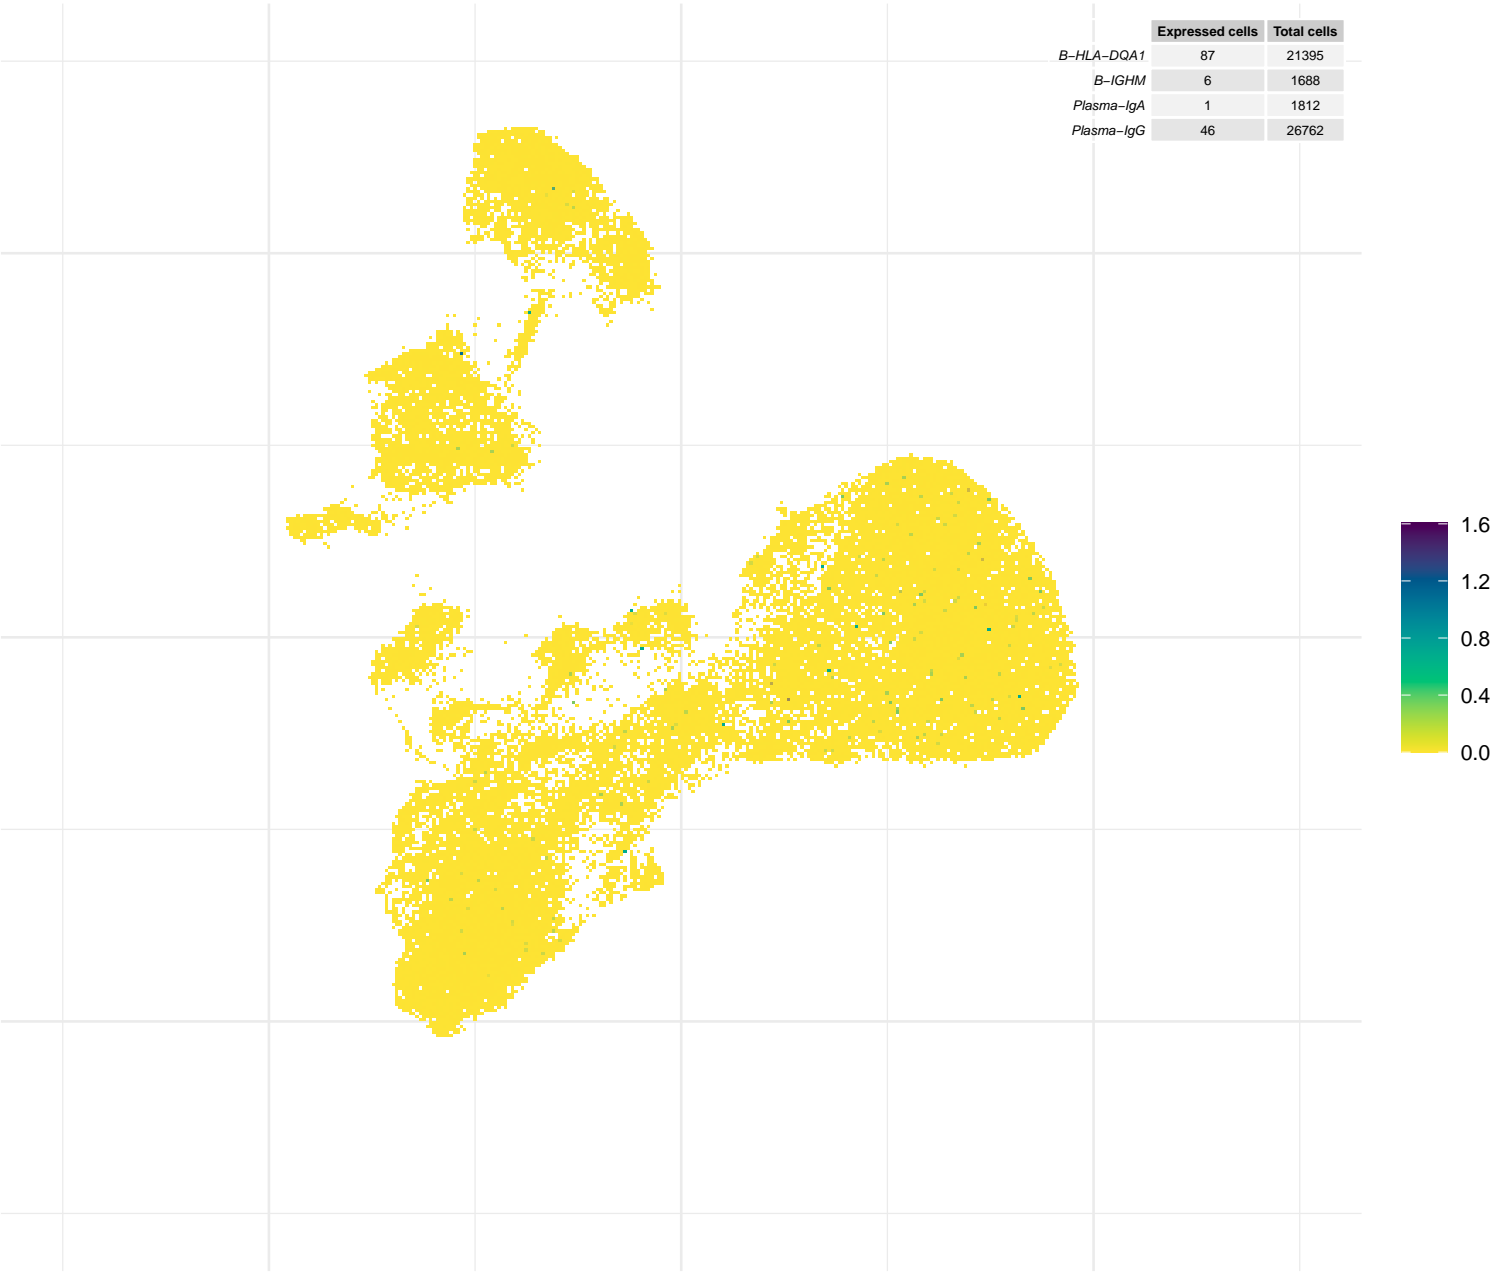 Expressed cells Total cells
B–HLA–DQA1 87 21395
B–IGHM 6 1688
Plasma–IgA 1 1812
Plasma–IgG 46 26762
1.6
1.2
0.8
0.4
0.0